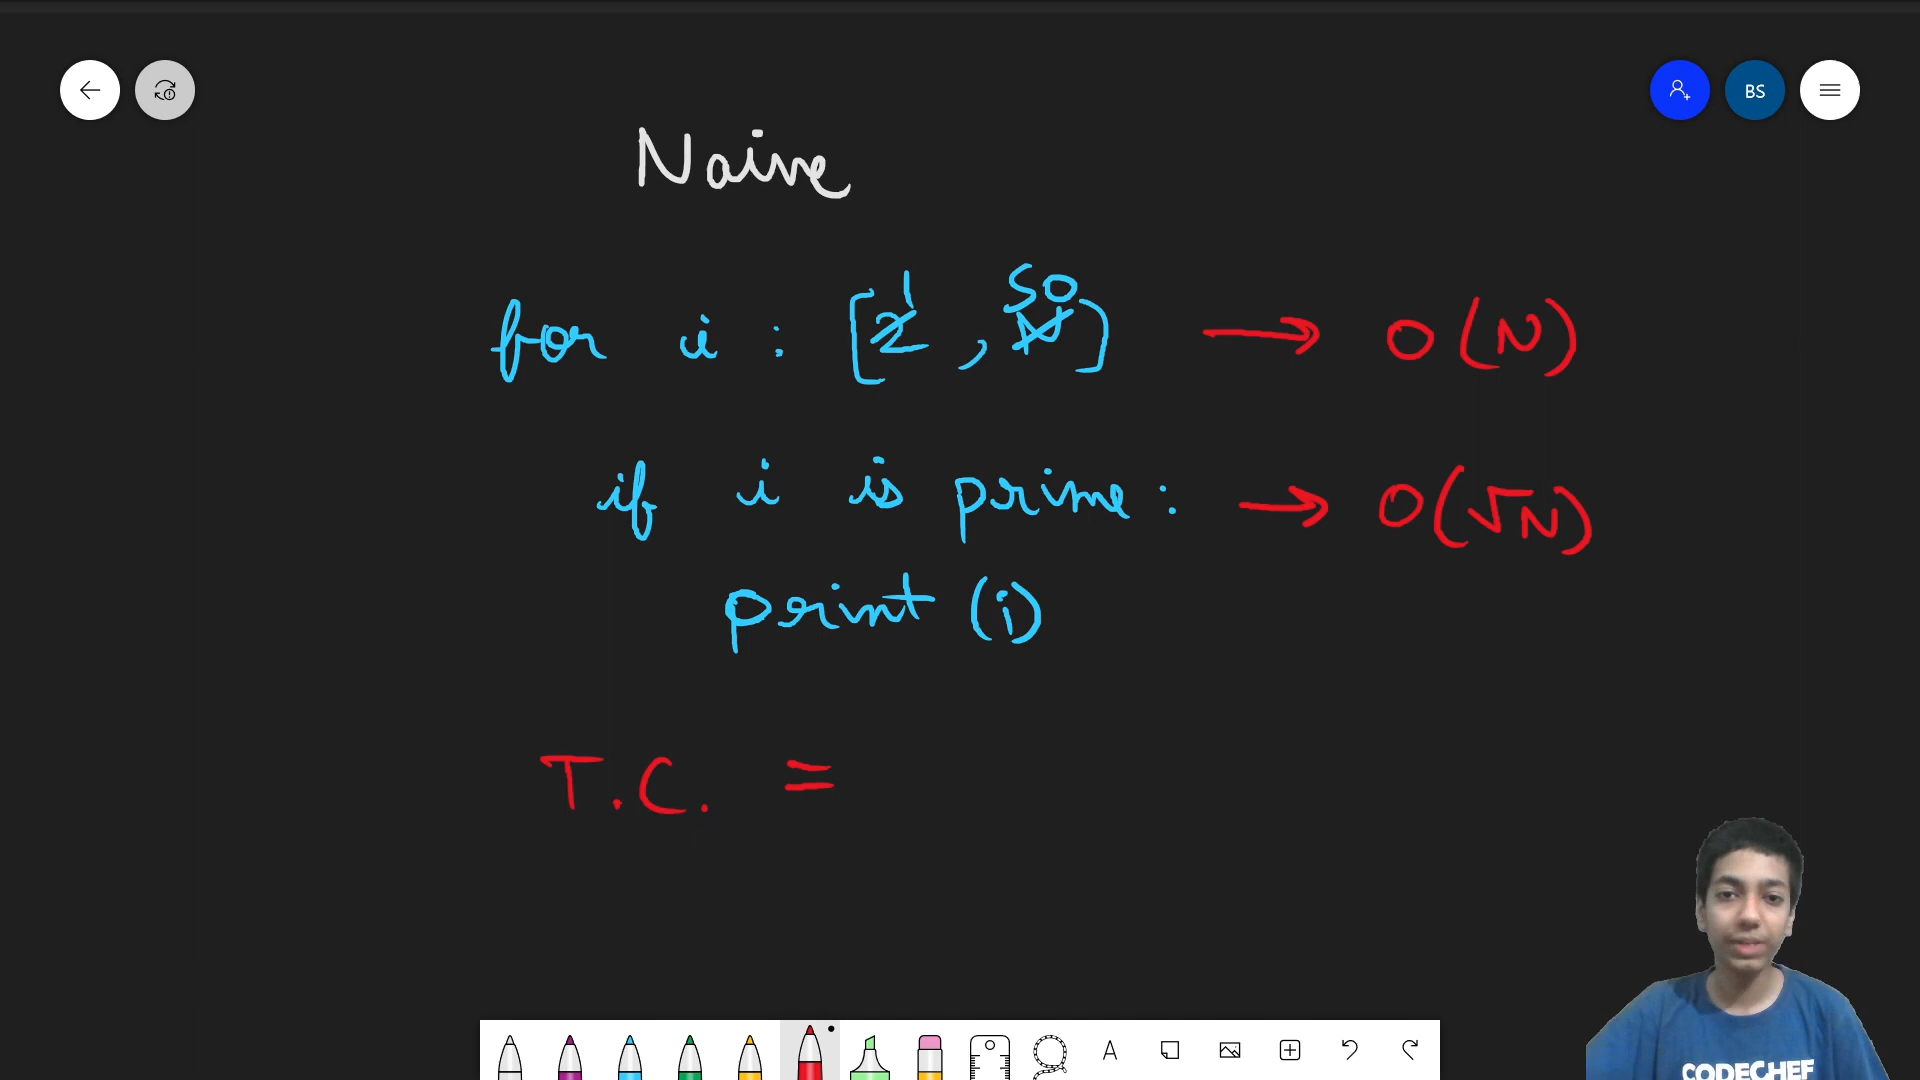 BS
Naive
1 50
for i : [2 , N] → O(N)
if i is prime : → O(√N)
print (i)
T.C. =
CODECHEF
A